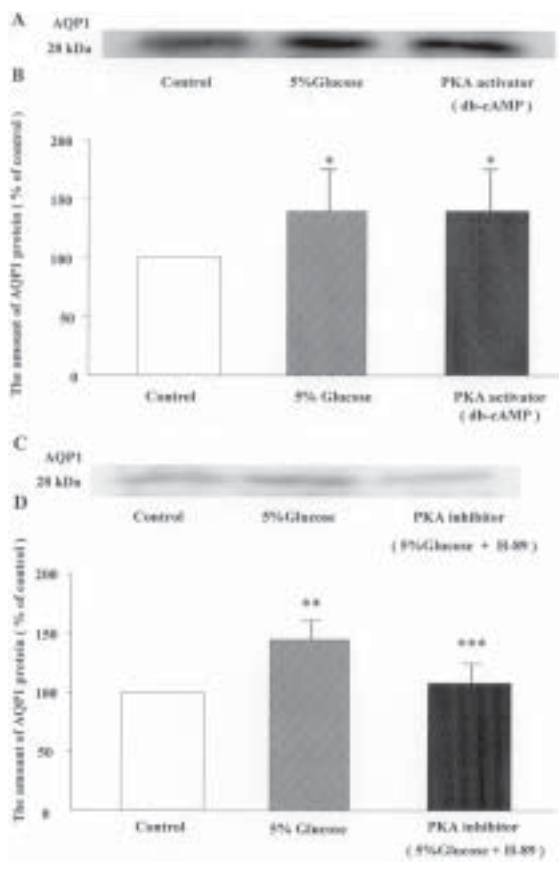 A
AQP1
28 kDa
Control 5%Glucose PKA activator
( db-cAMP )
B
The amount of AQP1 protein ( % of control )
200
150
100
50
0
*
*
Control 5% Glucose PKA activator
( db-cAMP )
C
AQP1
28 kDa
Control 5%Glucose PKA inhibitor
( 5%Glucose + H-89 )
D
The amount of AQP1 protein ( % of control )
200
150
100
50
0
**
***
Control 5% Glucose PKA inhibitor
( 5%Glucose + H-89 )